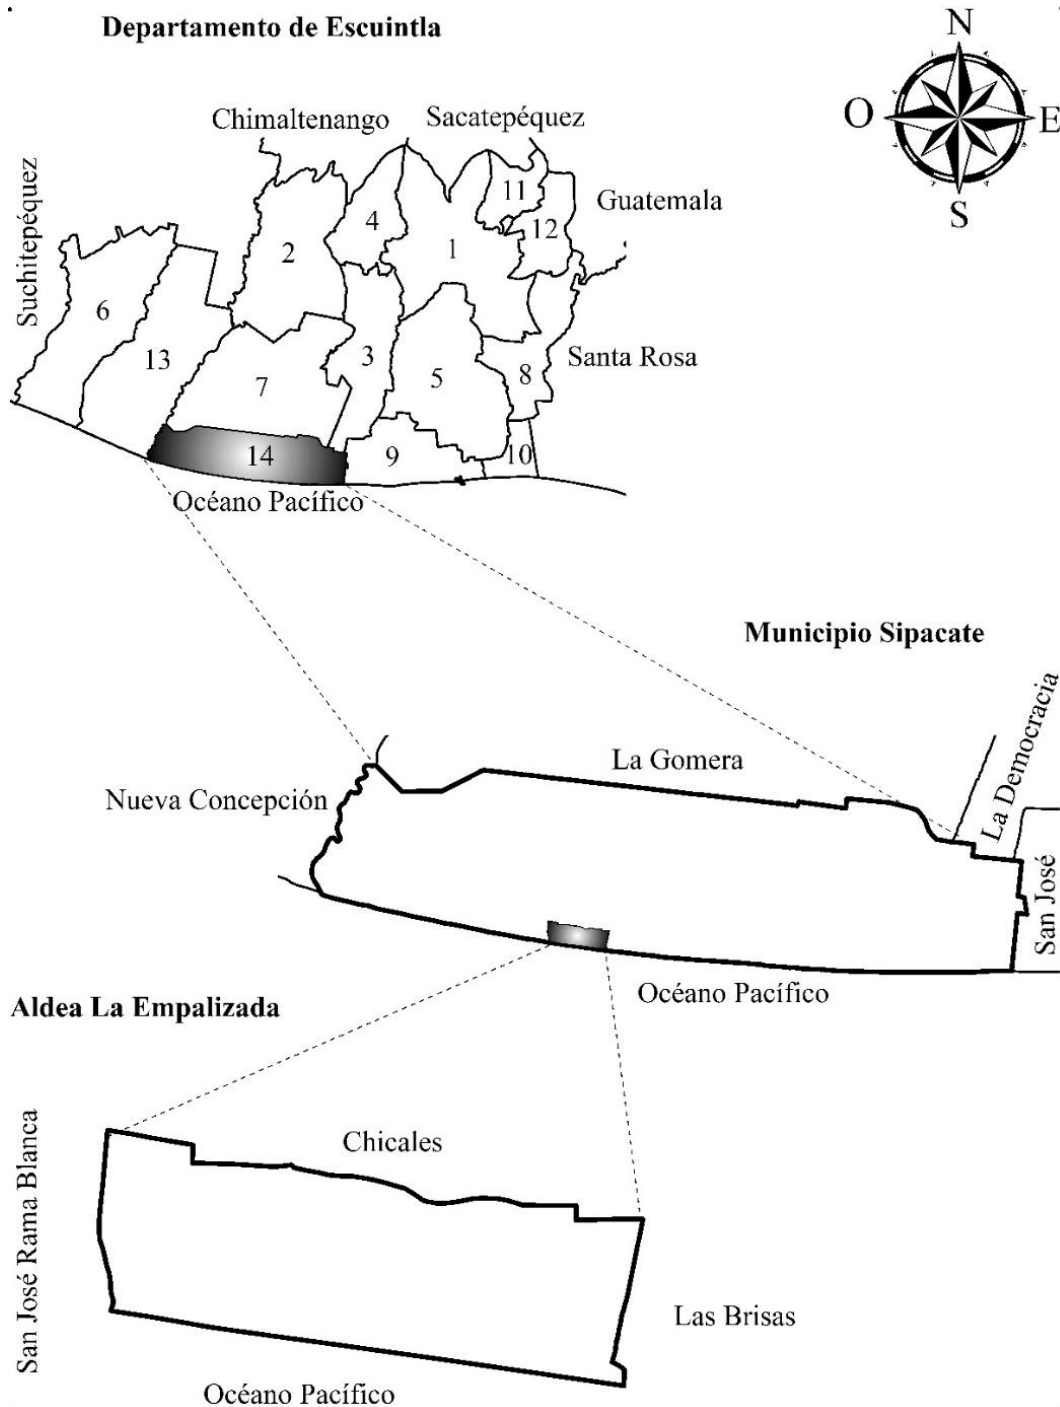 Departamento de Escuintla
N
O
E
S
Chimaltenango
Sacatepéquez
Guatemala
Suchitepéquez
Santa Rosa
11
4
12
2
1
6
13
3
8
7
5
14
9
10
Océano Pacífico
Municipio Sipacate
La Gomera
La Democracia
Nueva Concepción
San José
Océano Pacífico
Aldea La Empalizada
San José Rama Blanca
Chicales
Las Brisas
Océano Pacífico